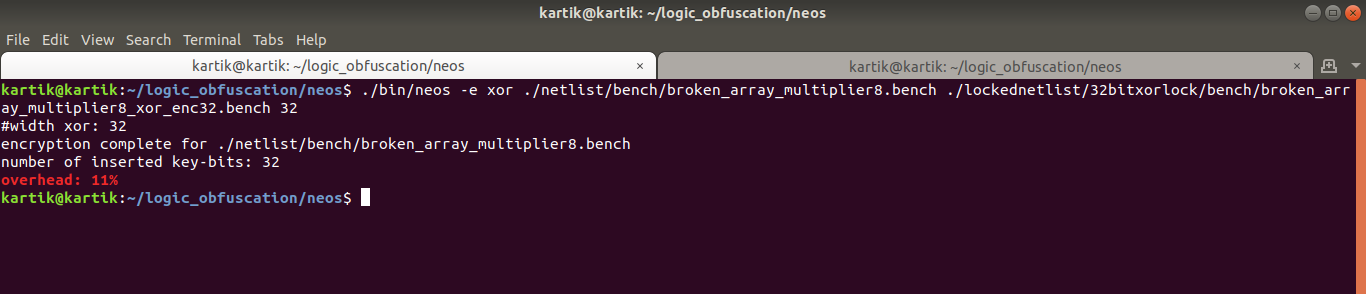 kartik@kartik: ~/logic_obfuscation/neos
File Edit View Search Terminal Tabs Help
kartik@kartik: ~/logic_obfuscation/neos × kartik@kartik: ~/logic_obfuscation/neos ×
kartik@kartik:~/logic_obfuscation/neos$ ./bin/neos -e xor ./netlist/bench/broken_array_multiplier8.bench ./lockednetlist/32bitxorlock/bench/broken_arr
ay_multiplier8_xor_enc32.bench 32
#width xor: 32
encryption complete for ./netlist/bench/broken_array_multiplier8.bench
number of inserted key-bits: 32
overhead: 11%
kartik@kartik:~/logic_obfuscation/neos$